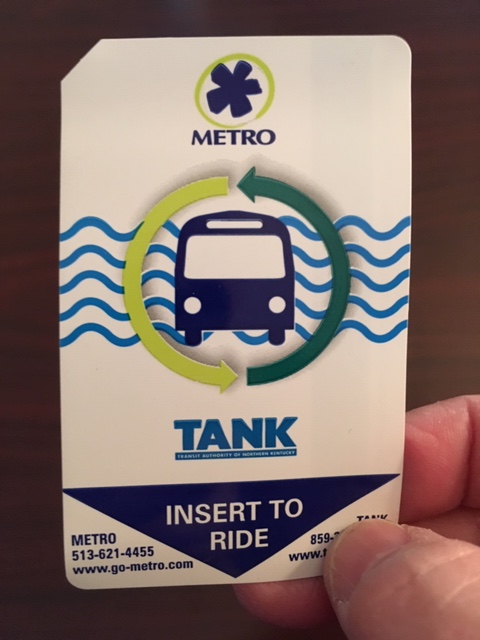 METRO
TANK
TRANSIT AUTHORITY OF NORTHERN KENTUCKY
INSERT TO
RIDE
METRO
513-621-4455
www.go-metro.com
TANK
859-